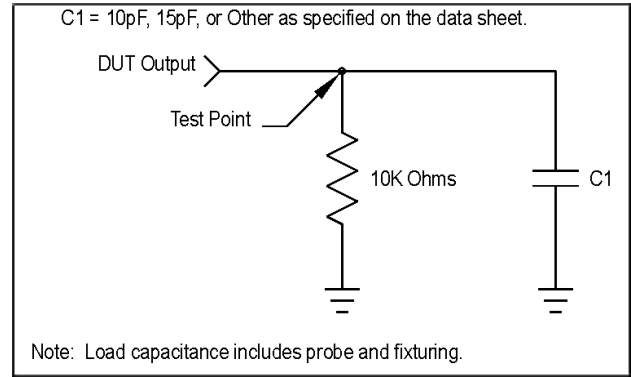 C1 = 10pF, 15pF, or Other as specified on the data sheet.
DUT Output
Test Point
10K Ohms
C1
Note: Load capacitance includes probe and fixturing.